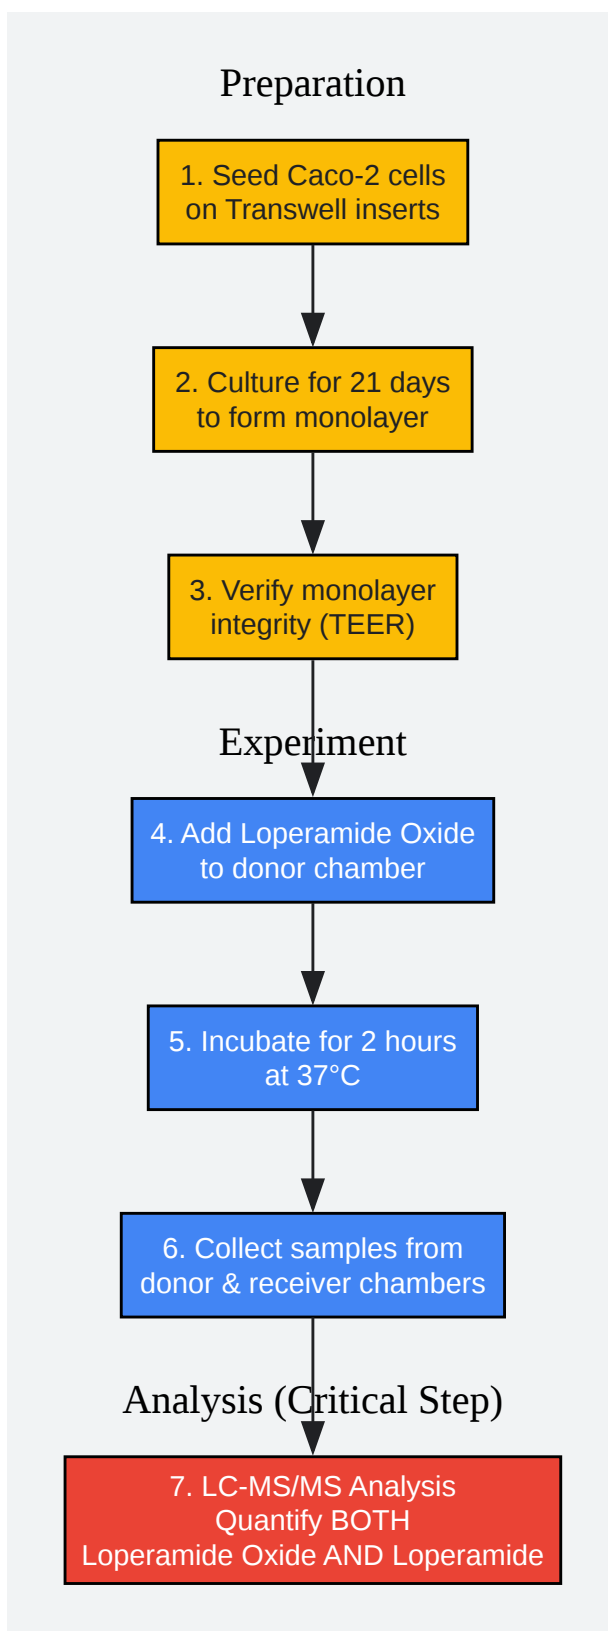 Preparation
1. Seed Caco-2 cells
on Transwell inserts
2. Culture for 21 days
to form monolayer
3. Verify monolayer
integrity (TEER)
Experiment
4. Add Loperamide Oxide
to donor chamber
5. Incubate for 2 hours
at 37°C
6. Collect samples from
donor & receiver chambers
Analysis (Critical Step)
7. LC-MS/MS Analysis
Quantify BOTH
Loperamide Oxide AND Loperamide